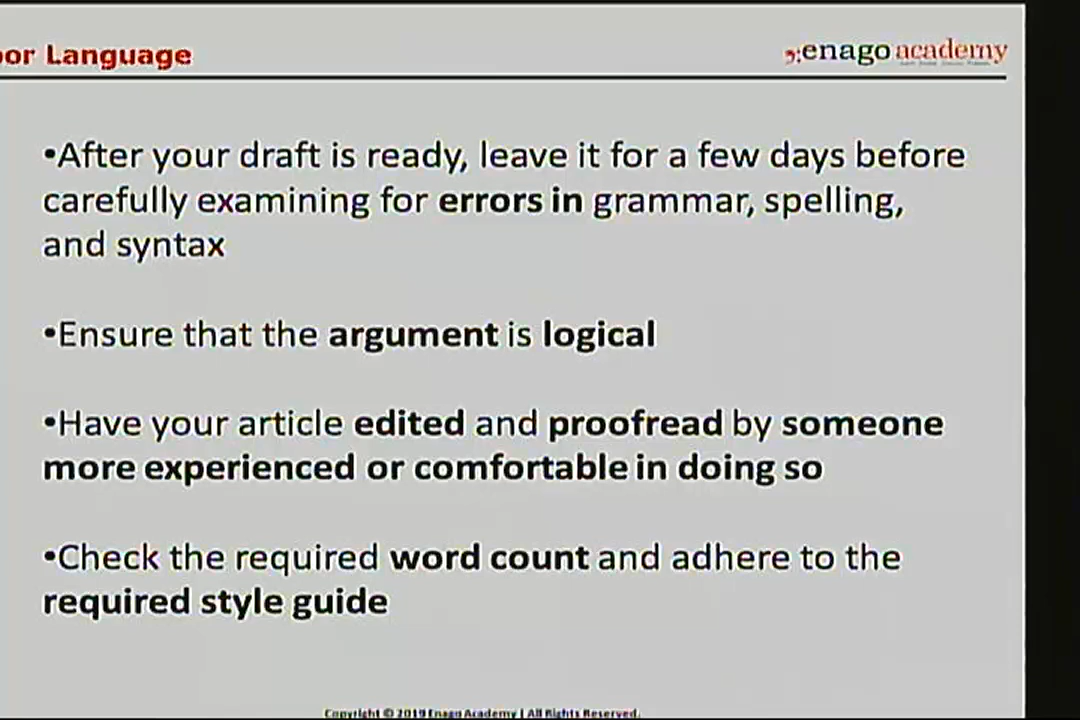 oor Language
enago academy
•After your draft is ready, leave it for a few days before
carefully examining for errors in grammar, spelling,
and syntax
•Ensure that the argument is logical
•Have your article edited and proofread by someone
more experienced or comfortable in doing so
•Check the required word count and adhere to the
required style guide
Copyright © 2019 Enago Academy | All Rights Reserved.